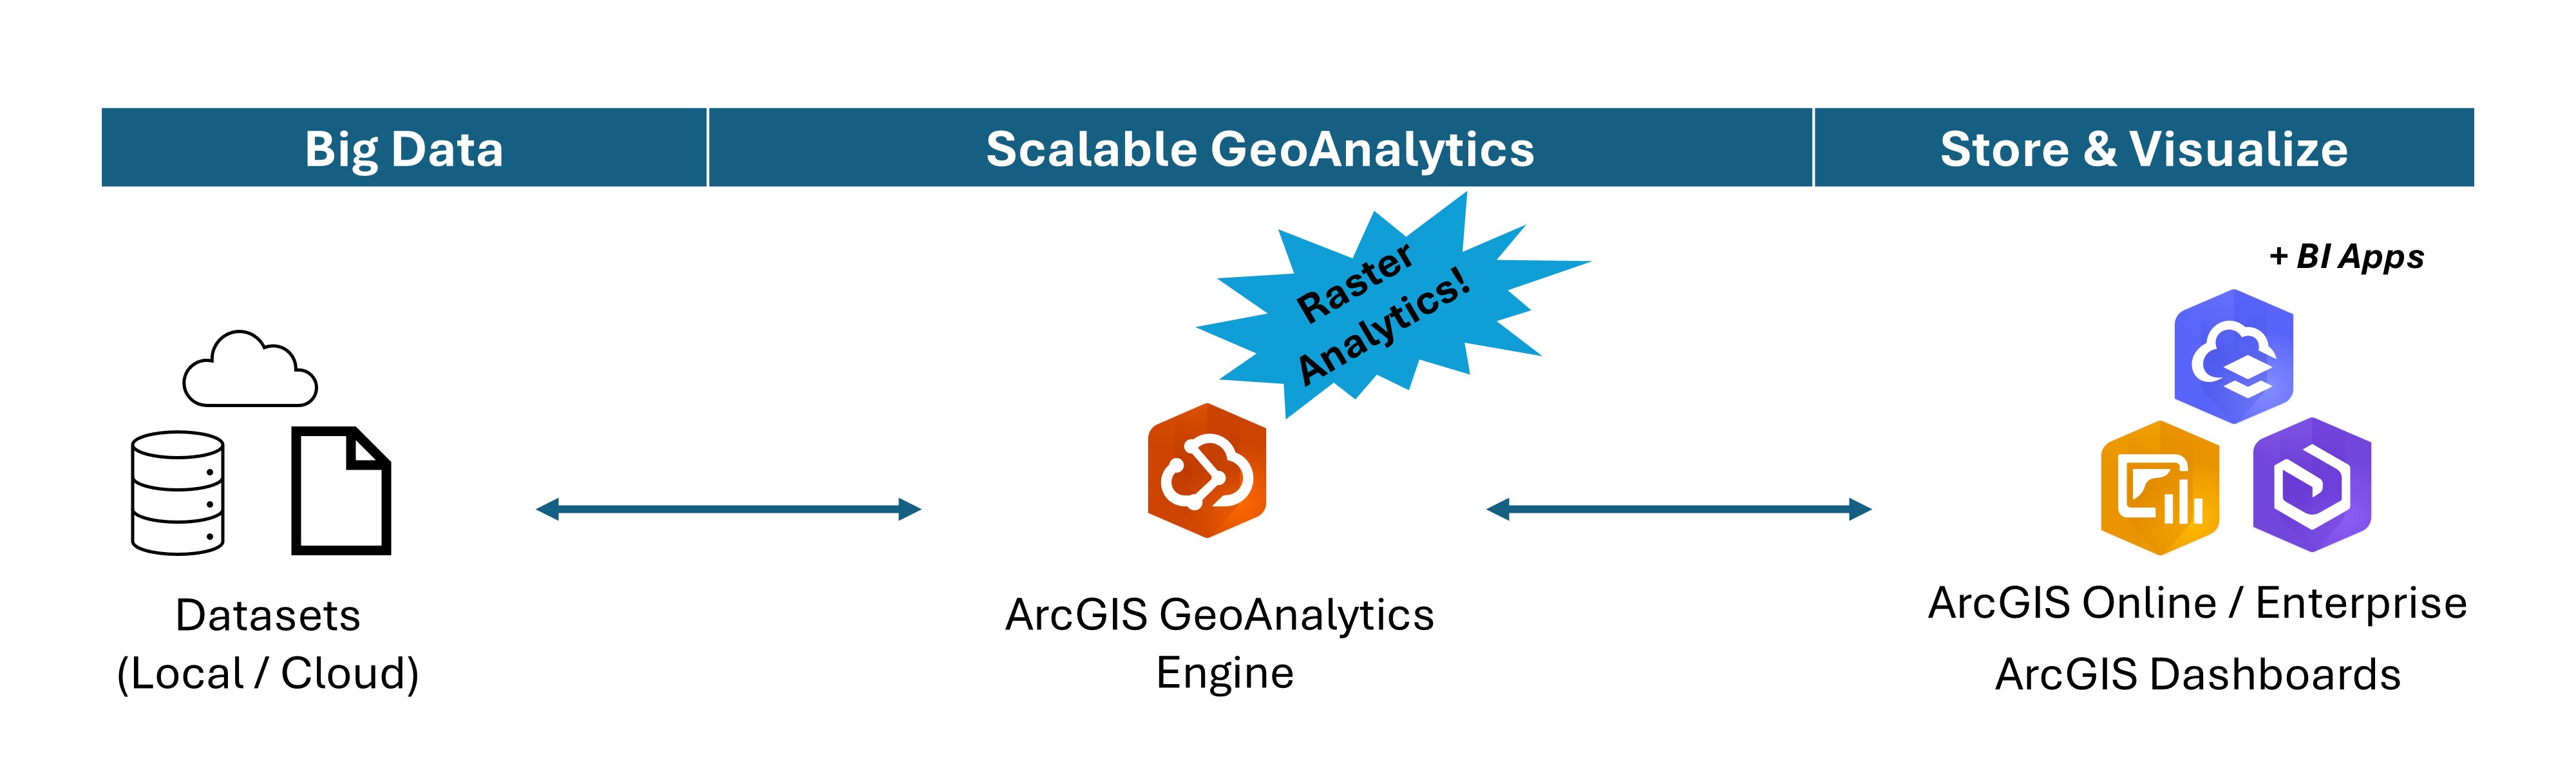 Big Data
Scalable GeoAnalytics
Store & Visualize
Raster
Analytics!
+ BI Apps
Datasets
(Local / Cloud)
ArcGIS GeoAnalytics
Engine
ArcGIS Online / Enterprise
ArcGIS Dashboards